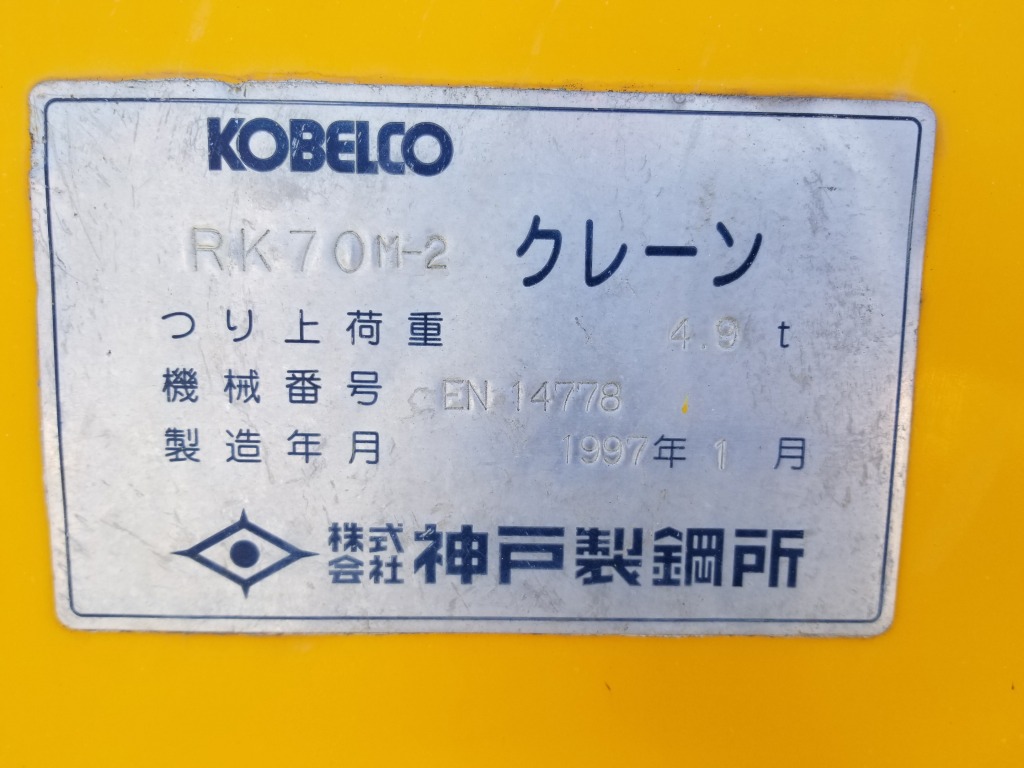 KOBELCO
RK70M-2 クレーン
つり上荷重 4.9 t
機械番号 EN 14778
製造年月 1997年 1 月
株式会社 神戸製鋼所